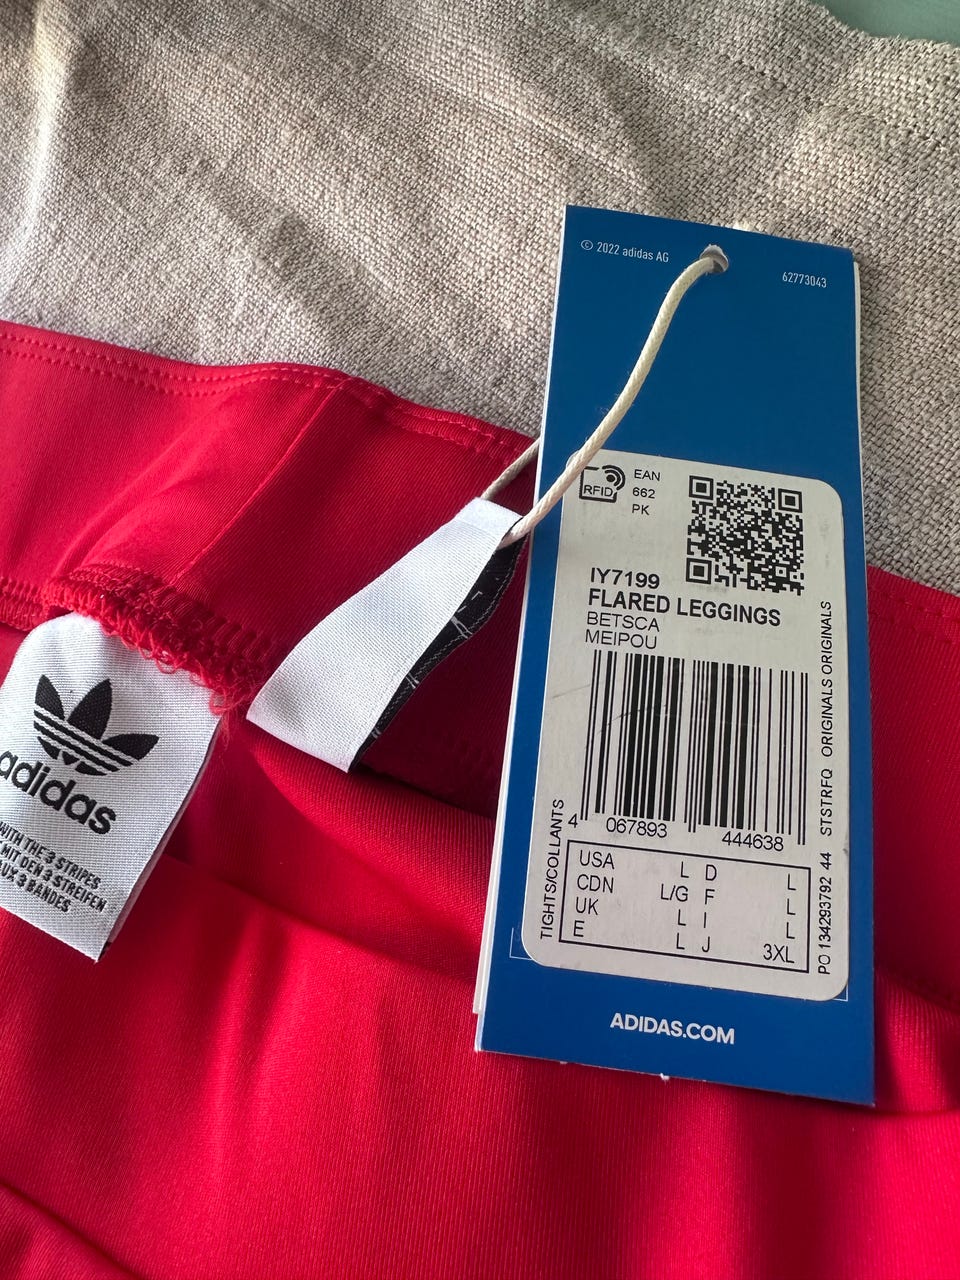 © 2022 adidas AG
62773043
RFID
EAN
662
PK
IY7199
FLARED LEGGINGS
BETSCA
MEIPOU
4 067893 444638
TIGHTS/COLLANTS
USA L D L
CDN L/G F L
UK L I L
E L J 3XL
PO 134293792 44 STSTRFQ ORIGINALS ORIGINALS
ADIDAS.COM
adidas
WITH THE 3 STRIPES
MIT DEN 3 STREIFEN
AUX 3 BANDES